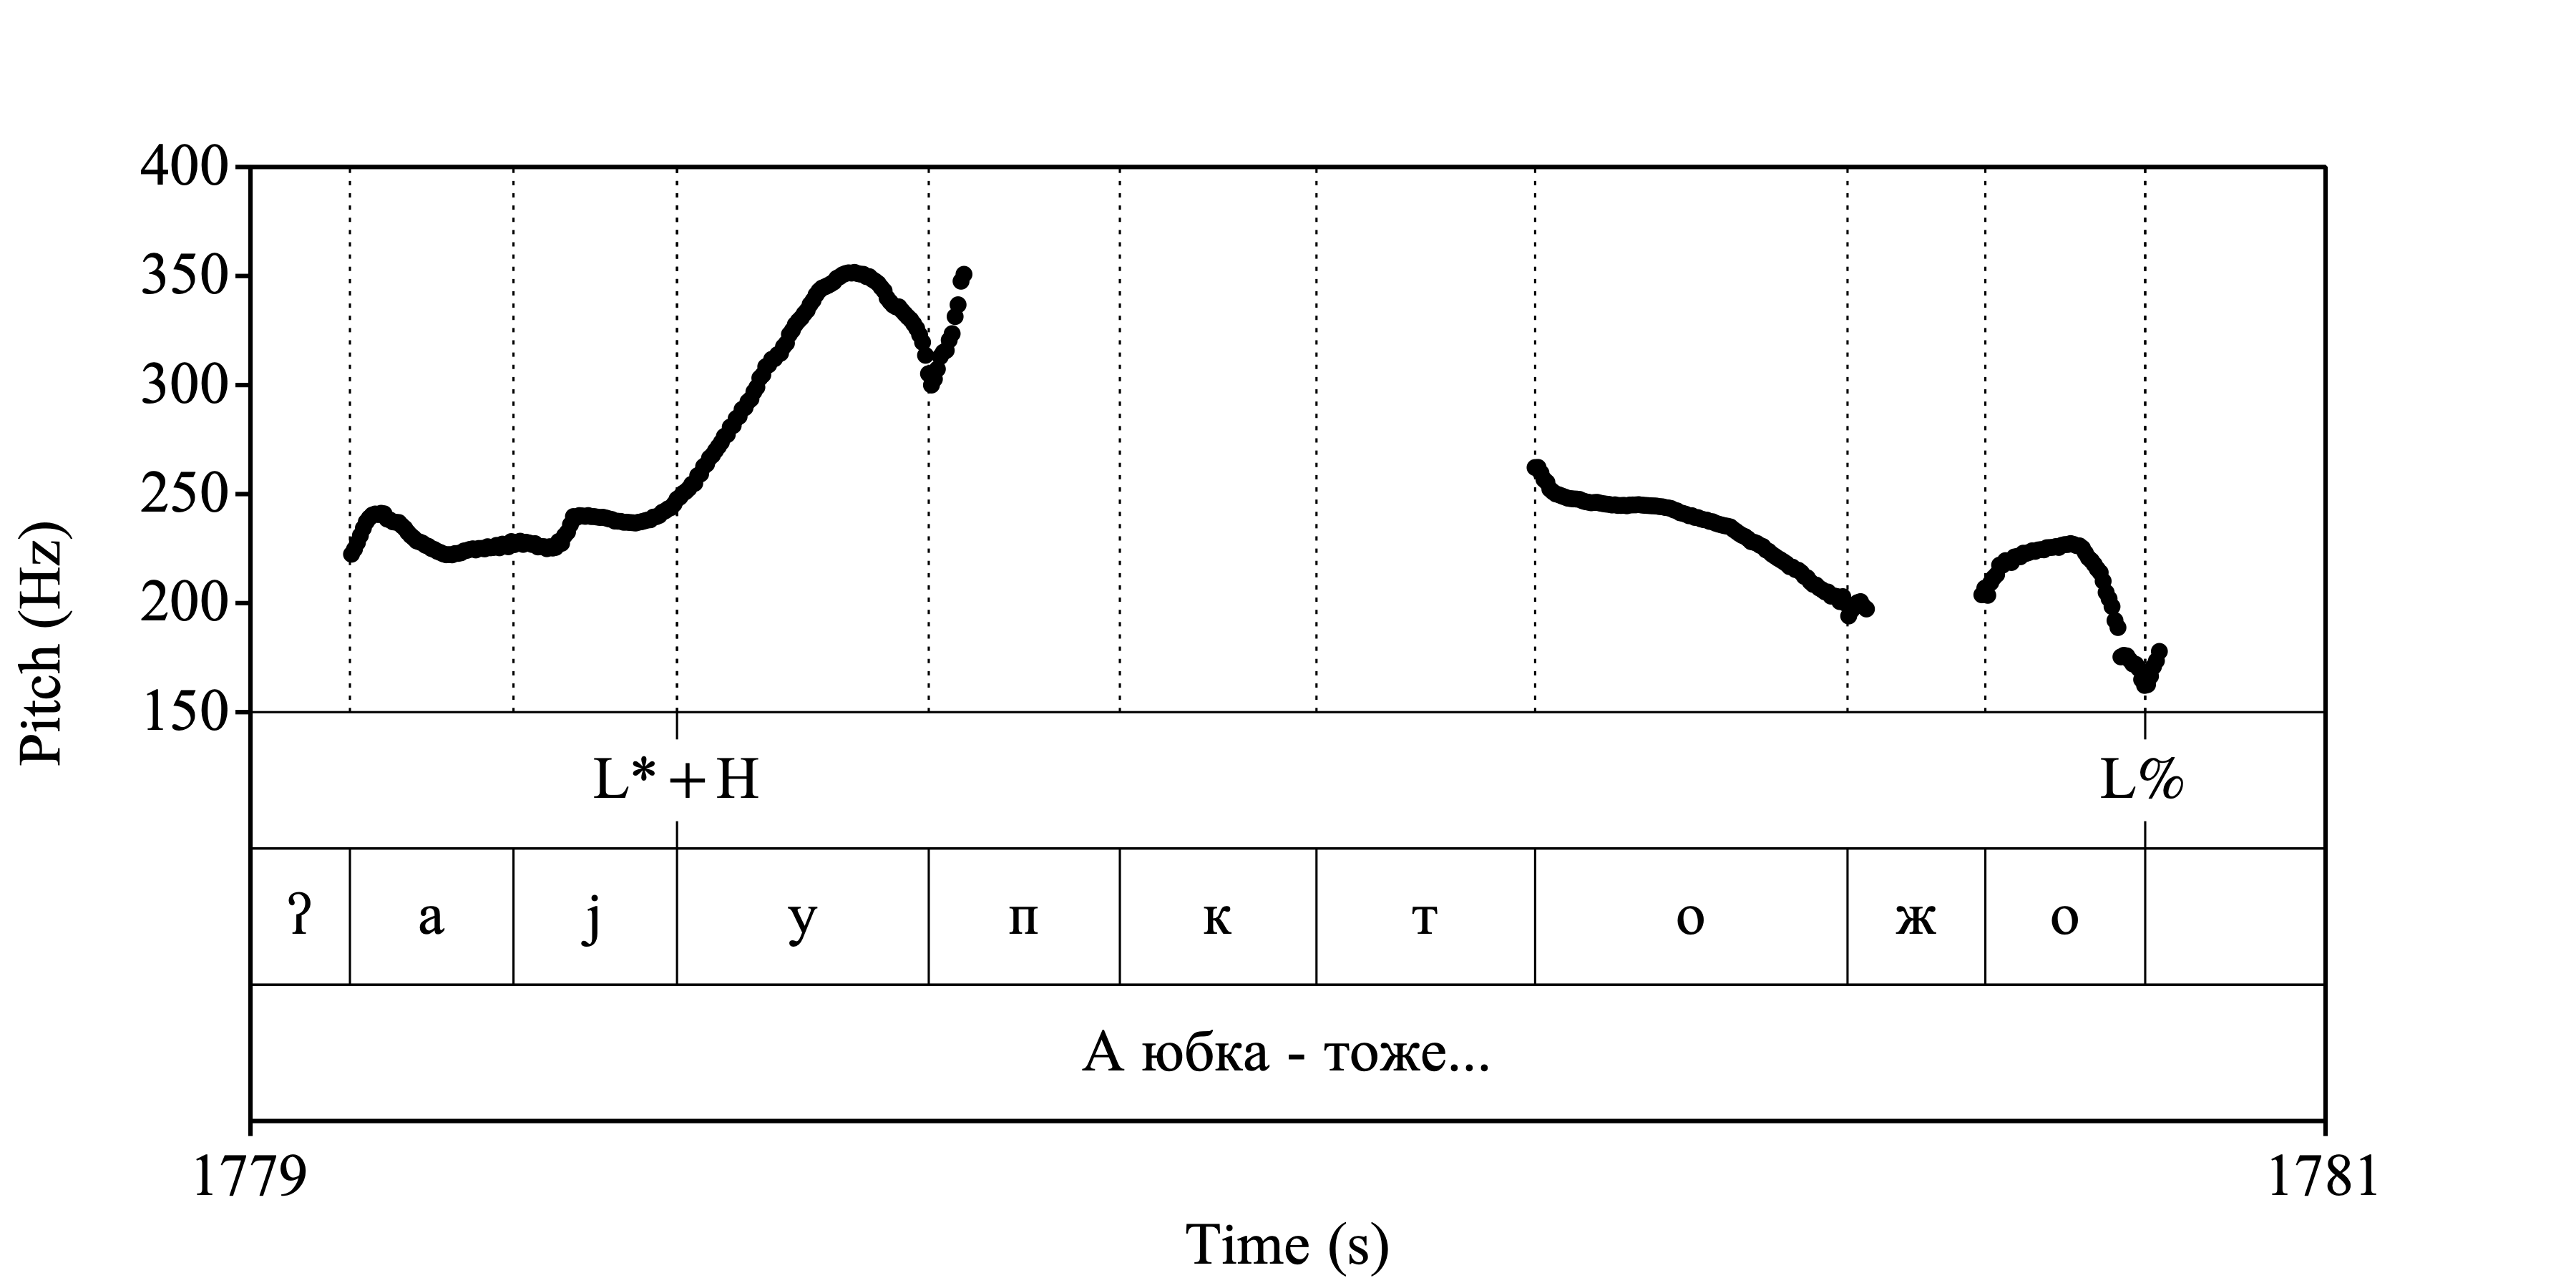 400
350
300
250
200
150
Pitch (Hz)
L*+H L%
ʔ а j у п к т о ж о
А юбка - тоже...
1779 1781
Time (s)